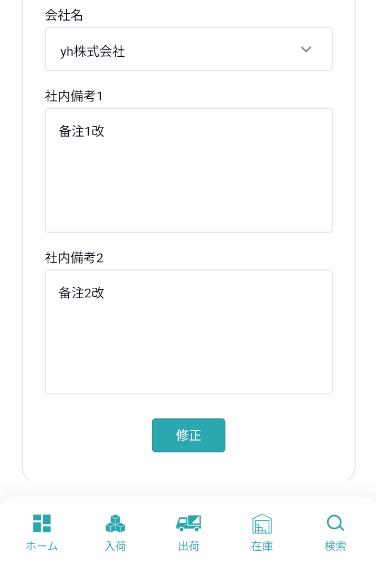 会社名
yh株式会社
社内備考1
备注1改
社内備考2
备注2改
修正
ホーム
入荷
出荷
在庫
検索